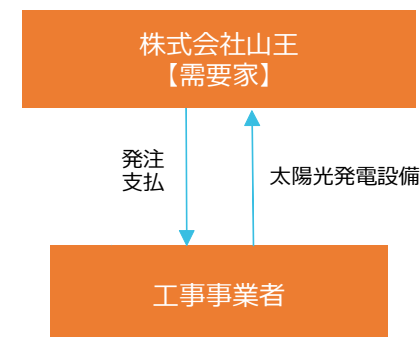 株式会社山王
【需要家】
発注
支払
太陽光発電設備
工事事業者